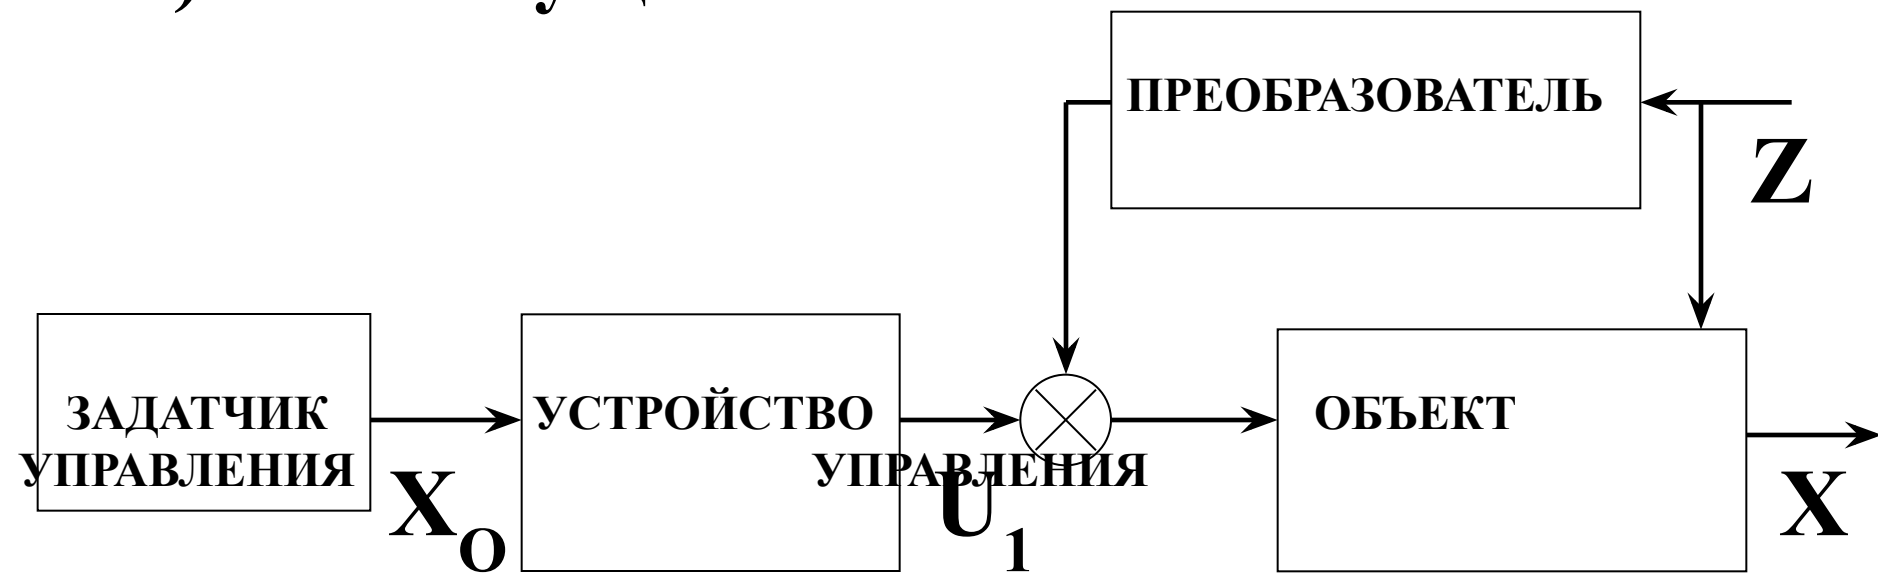 ПРЕОБРАЗОВАТЕЛЬ
Z
ЗАДАТЧИК
УПРАВЛЕНИЯ
X
O
УСТРОЙСТВО
УПРАВЛЕНИЯ
U
1
ОБЪЕКТ
X